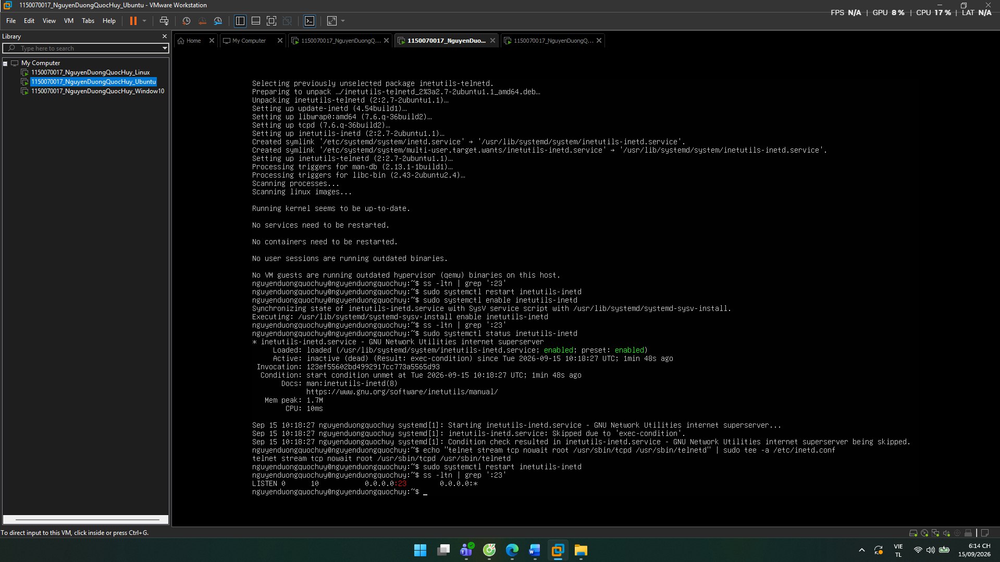 1150070017_NguyenDuongQuocHuy_Ubuntu - VMware Workstation
FPS N/A | GPU 8 % | CPU 17 % | LAT N/A
File Edit View VM Tabs Help
Library
Type here to search
My Computer
1150070017_NguyenDuongQuocHuy_Linux
1150070017_NguyenDuongQuocHuy_Ubuntu
1150070017_NguyenDuongQuocHuy_Window10
Home
My Computer
1150070017_NguyenDuongQ...
1150070017_NguyenDuo...
1150070017_NguyenDuongQ...
Selecting previously unselected package inetutils-telnetd.
Preparing to unpack …/inetutils-telnetd_2%3a2.7-2ubuntu1.1_amd64.deb…
Unpacking inetutils-telnetd (2:2.7-2ubuntu1.1)…
Setting up update-inetd (4.54build1)…
Setting up libwrap0:amd64 (7.6.q-36build2)…
Setting up tcpd (7.6.q-36build2)…
Setting up inetutils-inetd (2:2.7-2ubuntu1.1)…
Created symlink '/etc/systemd/system/inetd.service' → '/usr/lib/systemd/system/inetutils-inetd.service'.
Created symlink '/etc/systemd/system/multi-user.target.wants/inetutils-inetd.service' → '/usr/lib/systemd/system/inetutils-inetd.service'.
Setting up inetutils-telnetd (2:2.7-2ubuntu1.1)…
Processing triggers for man-db (2.13.1-1build1)…
Processing triggers for libc-bin (2.43-2ubuntu2.4)…
Scanning processes...
Scanning linux images...
Running kernel seems to be up-to-date.
No services need to be restarted.
No containers need to be restarted.
No user sessions are running outdated binaries.
No VM guests are running outdated hypervisor (qemu) binaries on this host.
nguyenduongquochuy@nguyenduongquochuy:~$ ss -ltn | grep ':23'
nguyenduongquochuy@nguyenduongquochuy:~$ sudo systemctl restart inetutils-inetd
nguyenduongquochuy@nguyenduongquochuy:~$ sudo systemctl enable inetutils-inetd
Synchronizing state of inetutils-inetd.service with SysV service script with /usr/lib/systemd/systemd-sysv-install.
Executing: /usr/lib/systemd/systemd-sysv-install enable inetutils-inetd
nguyenduongquochuy@nguyenduongquochuy:~$ ss -ltn | grep ':23'
nguyenduongquochuy@nguyenduongquochuy:~$ sudo systemctl status inetutils-inetd
* inetutils-inetd.service - GNU Network Utilities internet superserver
Loaded: loaded (/usr/lib/systemd/system/inetutils-inetd.service; enabled; preset: enabled)
Active: inactive (dead) (Result: exec-condition) since Tue 2026-09-15 10:18:27 UTC; 1min 48s ago
Invocation: 123ef55602bd4992917cc773a5565d93
Condition: start condition unmet at Tue 2026-09-15 10:18:27 UTC; 1min 48s ago
Docs: man:inetutils-inetd(8)
https://www.gnu.org/software/inetutils/manual/
Mem peak: 1.7M
CPU: 10ms
Sep 15 10:18:27 nguyenduongquochuy systemd[1]: Starting inetutils-inetd.service - GNU Network Utilities internet superserver...
Sep 15 10:18:27 nguyenduongquochuy systemd[1]: inetutils-inetd.service: Skipped due to 'exec-condition'.
Sep 15 10:18:27 nguyenduongquochuy systemd[1]: Condition check resulted in inetutils-inetd.service - GNU Network Utilities internet superserver being skipped.
nguyenduongquochuy@nguyenduongquochuy:~$ echo "telnet stream tcp nowait root /usr/sbin/tcpd /usr/sbin/telnetd" | sudo tee -a /etc/inetd.conf
telnet stream tcp nowait root /usr/sbin/tcpd /usr/sbin/telnetd
nguyenduongquochuy@nguyenduongquochuy:~$ sudo systemctl restart inetutils-inetd
nguyenduongquochuy@nguyenduongquochuy:~$ ss -ltn | grep ':23'
LISTEN 0 10 0.0.0.0:23 0.0.0.0:*
nguyenduongquochuy@nguyenduongquochuy:~$ _
To direct input to this VM, click inside or press Ctrl+G.
VIE
TL
6:14 CH
15/09/2026